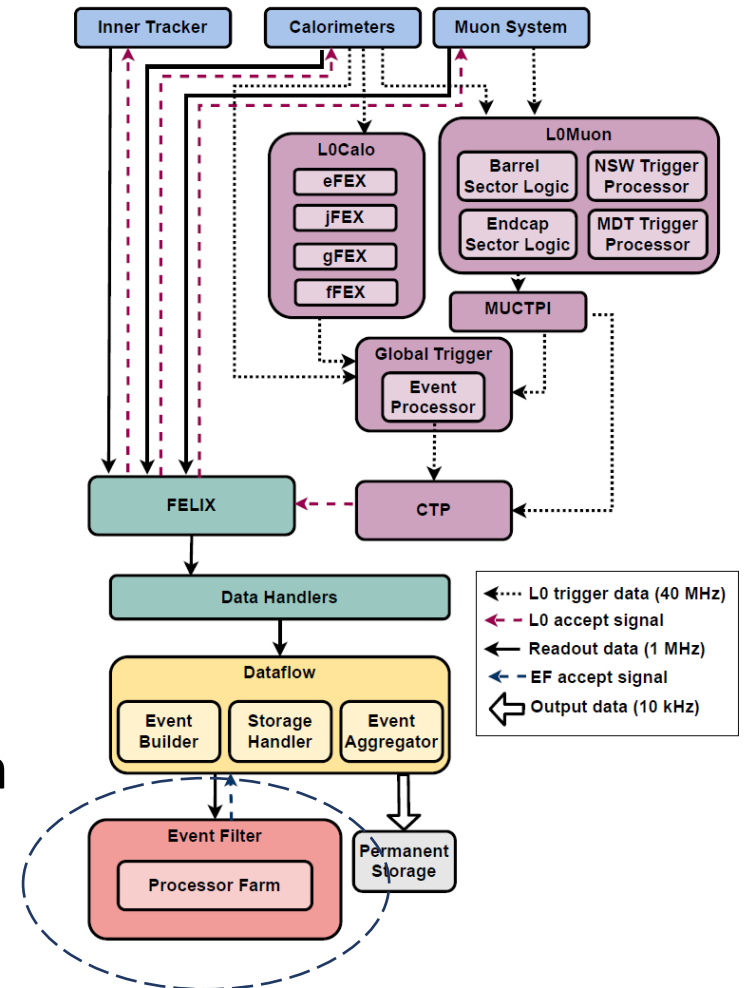 Inner Tracker
Calorimeters
Muon System
L0Calo
eFEX
jFEX
gFEX
fFEX
L0Muon
Barrel
Sector Logic
NSW Trigger
Processor
Endcap
Sector Logic
MDT Trigger
Processor
MUCTPI
Global Trigger
Event
Processor
FELIX
CTP
Data Handlers
L0 trigger data (40 MHz)
L0 accept signal
Readout data (1 MHz)
EF accept signal
Output data (10 kHz)
Dataflow
Event
Builder
Storage
Handler
Event
Aggregator
Event Filter
Processor Farm
Permanent
Storage